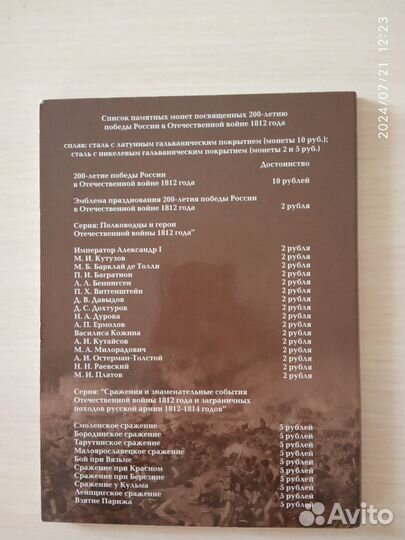 2024/07/21 12:23
Список памятных монет посвященных 200-летию
победы России в Отечественной войне 1812 года
сплав: сталь с латунным гальваническим покрытием (монеты 10 руб.);
сталь с никелевым гальваническим покрытием (монеты 2 и 5 руб.)
Достоинство
200-летие победы России
в Отечественной войне 1812 года 10 рублей
Эмблема празднования 200-летия победы России
в Отечественной войне 1812 года 2 рубля
Серия: Полководцы и герои
Отечественной войны 1812 года"
Император Александр I 2 рубля
М. И. Кутузов 2 рубля
М. Б. Барклай де Толли 2 рубля
П. И. Багратион 2 рубля
Л. Л. Беннигсен 2 рубля
П. Х. Витгенштейн 2 рубля
Д. В. Давыдов 2 рубля
Д. С. Дохтуров 2 рубля
Н. А. Дурова 2 рубля
А. П. Ермолов 2 рубля
Василиса Кожина 2 рубля
А. И. Кутайсов 2 рубля
М. А. Милорадович 2 рубля
А. И. Остерман-Толстой 2 рубля
Н. Н. Раевский 2 рубля
М. И. Платов 2 рубля
Серия: "Сражения и знаменательные события
Отечественной войны 1812 года и заграничных
походов русской армии 1812-1814 годов"
Смоленское сражение 5 рублей
Бородинское сражение 5 рублей
Тарутинское сражение 5 рублей
Малоярославецкое сражение 5 рублей
Бой при Вязьме 5 рублей
Сражение при Красном 5 рублей
Сражение при Березине 5 рублей
Сражение у Кульма 5 рублей
Лейпцигское сражение 5 рублей
Взятие Парижа 5 рублей
Avito